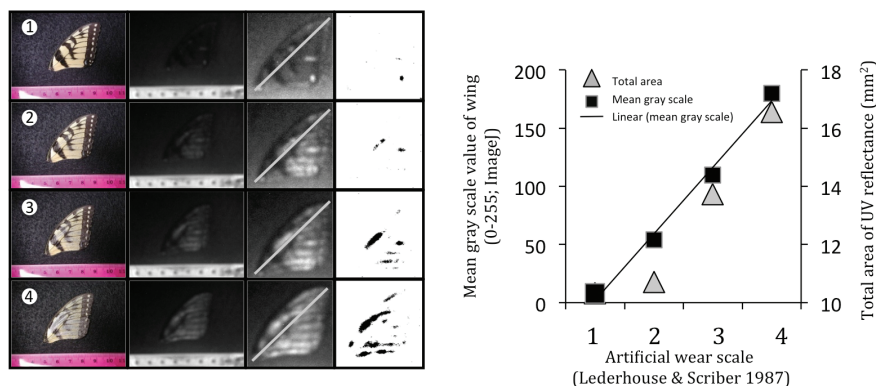 1
2
3
4
200
150
100
50
0
Mean gray scale value of wing
(0-255; ImageJ)
Total area
Mean gray scale
Linear (mean gray scale)
18
16
14
12
10
Total area of UV reflectance (mm²)
1 2 3 4
Artificial wear scale
(Lederhouse & Scriber 1987)